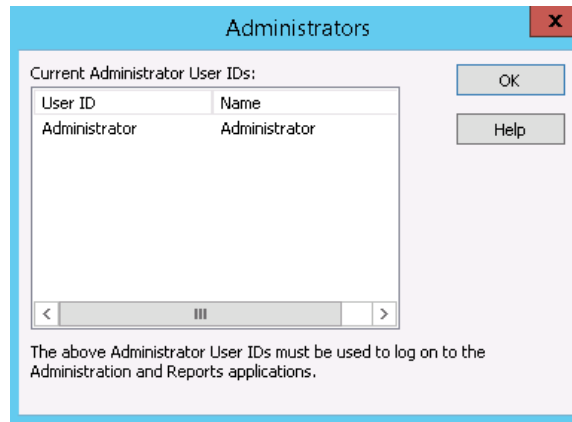 Administrators
x
Current Administrator User IDs:
OK
User ID Name
Administrator Administrator
Help
The above Administrator User IDs must be used to log on to the
Administration and Reports applications.